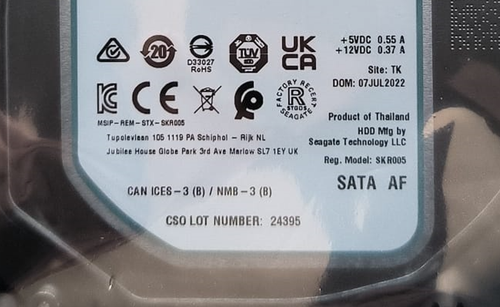 +5VDC 0.55 A
+12VDC 0.37 A
20
D33027
RoHS
TUV
UK
CA
Site: TK
DOM: 07JUL2022
FACTORY RECERT
R
SEAGATE
MSIP-REM-STX-SKR005
Product of Thailand
HDD Mfg by
Seagate Technology LLC
Tupolevlaan 105 1119 PA Schiphol - Rijk NL
Jubilee House Globe Park 3rd Ave Marlow SL7 1EY UK
Reg. Model: SKR005
SATA AF
CAN ICES-3 (B) / NMB-3 (B)
CSO LOT NUMBER: 24395